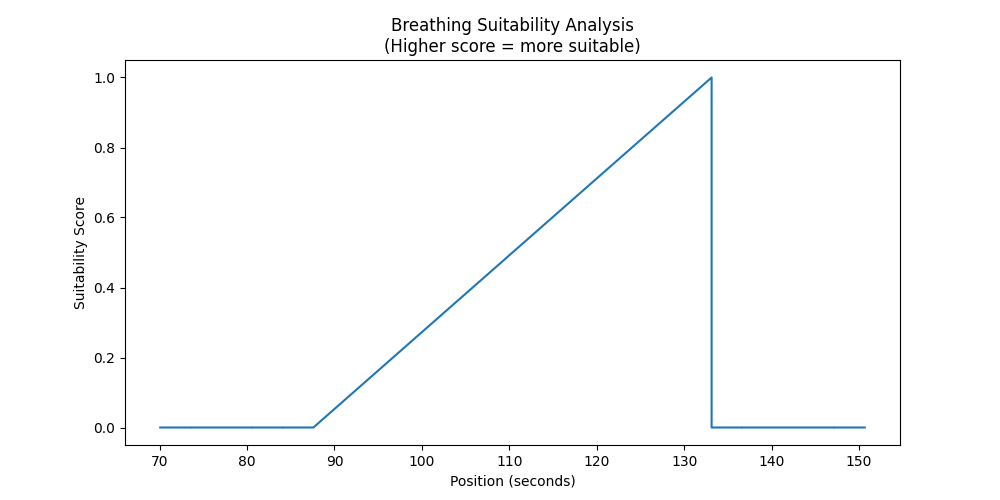 Breathing Suitability Analysis
(Higher score = more suitable)
Suitability Score
1.0
0.8
0.6
0.4
0.2
0.0
70 80 90 100 110 120 130 140 150
Position (seconds)